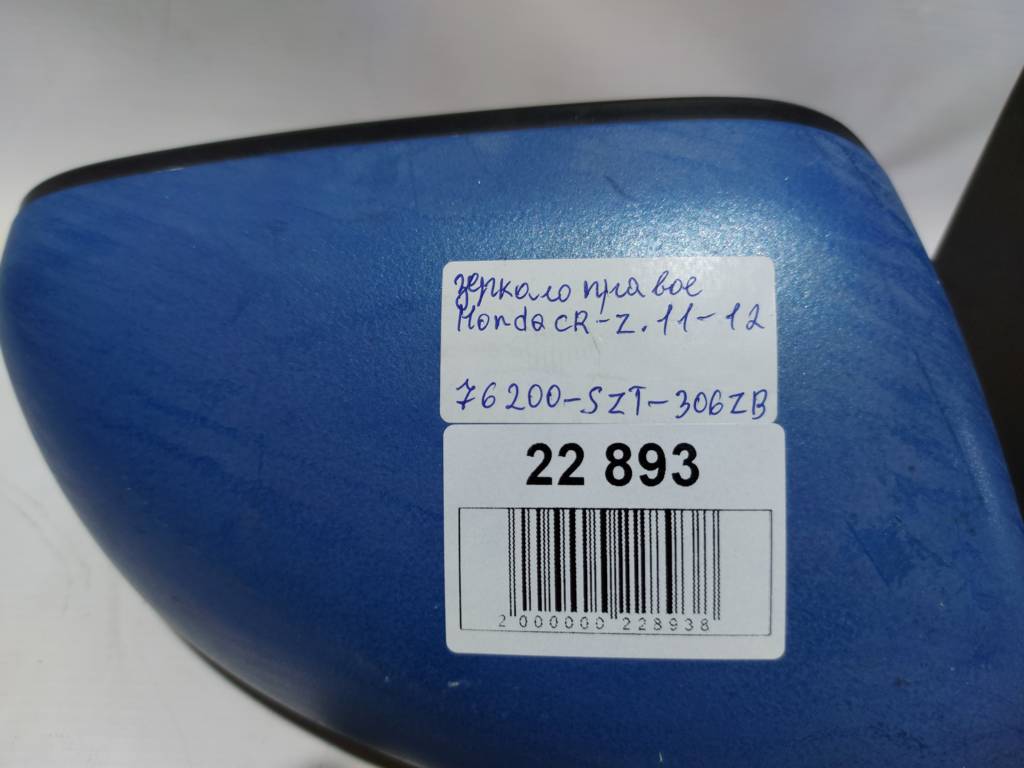 зеркало правое
Honda CR-Z. 11-12
76200-SZT-306ZB
22 893
2 000000 228938